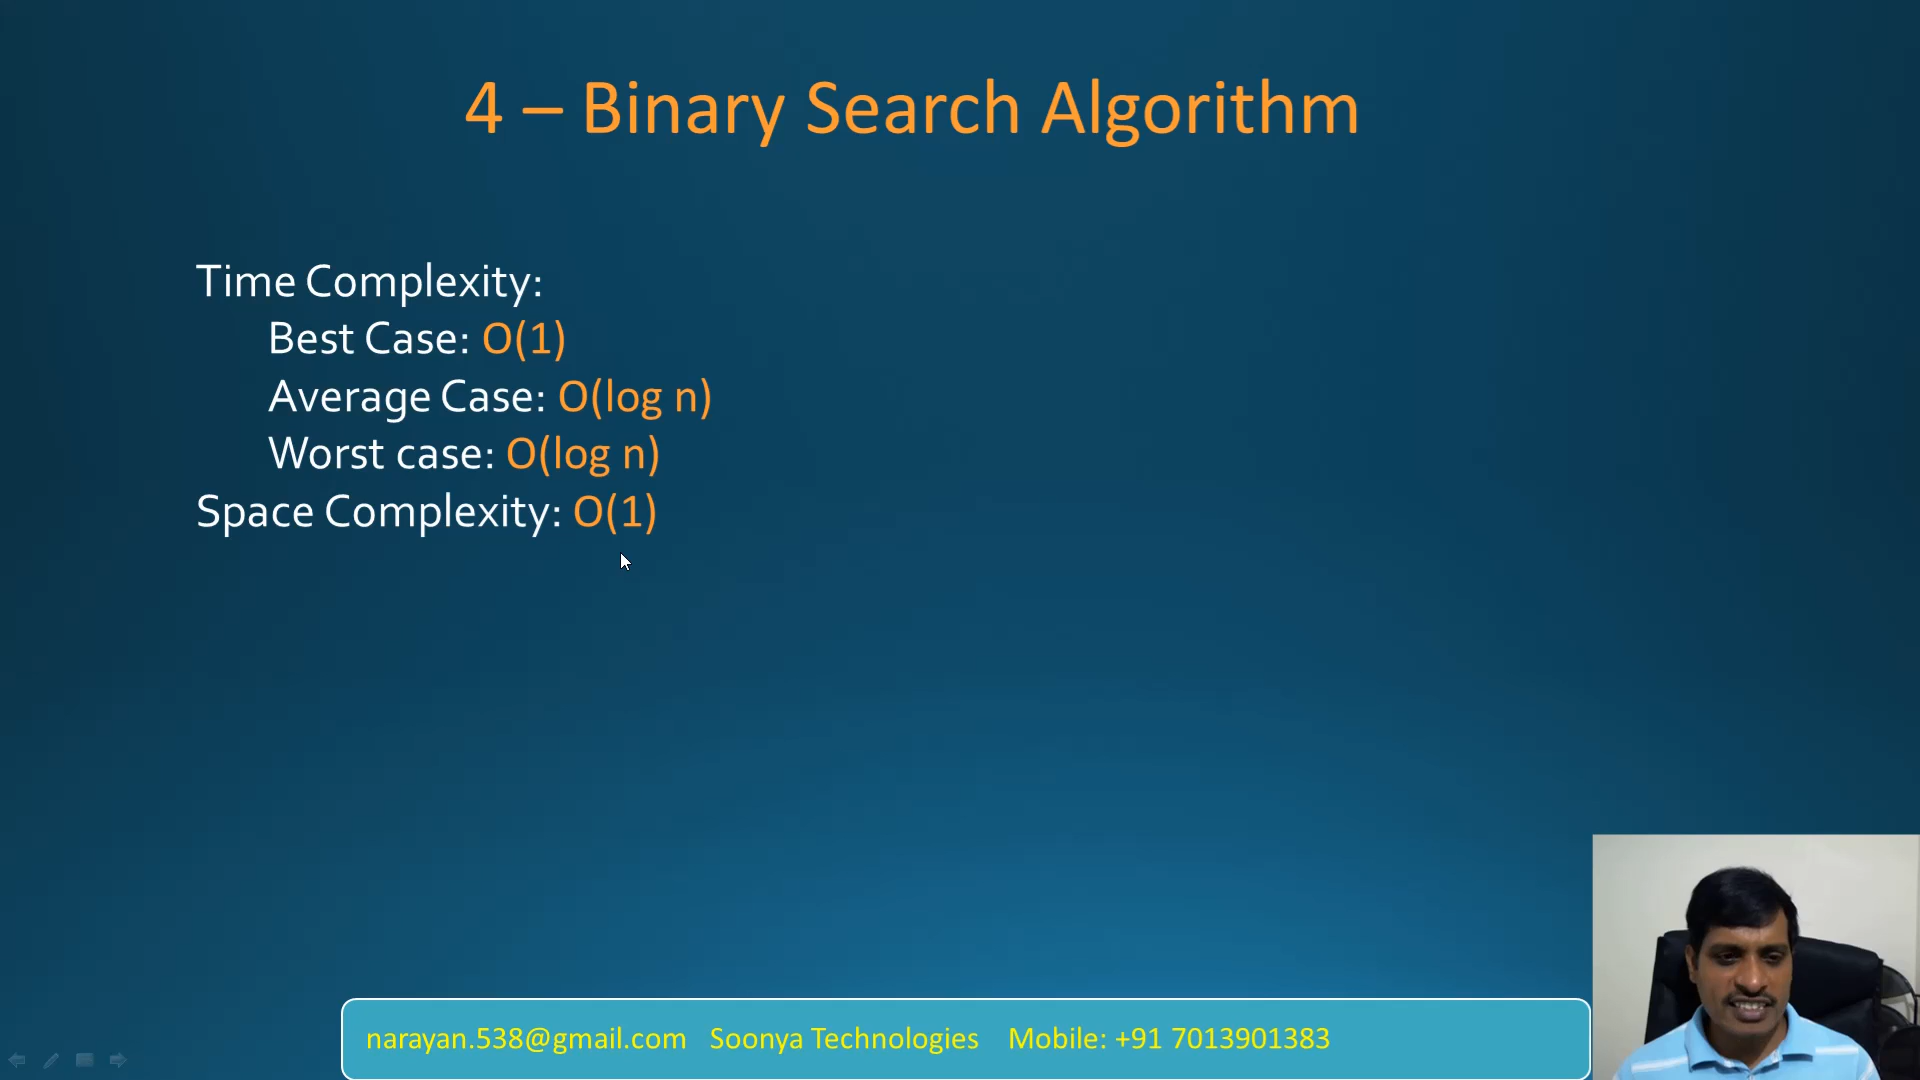 4 – Binary Search Algorithm
Time Complexity:
Best Case: O(1)
Average Case: O(log n)
Worst case: O(log n)
Space Complexity: O(1)
narayan.538@gmail.com Soonya Technologies Mobile: +91 7013901383